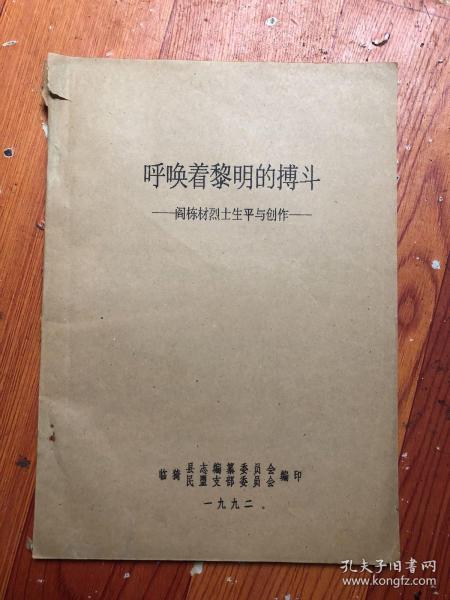 呼唤着黎明的搏斗
——阎栋材烈士生平与创作——
临猗 县志编纂委员会 编印
民盟支部委员会
一九九二.
孔夫子旧书网
www.kongfz.com